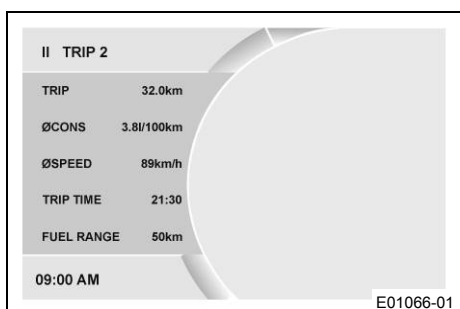 II TRIP 2
TRIP 32.0km
ØCONS 3.8l/100km
ØSPEED 89km/h
TRIP TIME 21:30
FUEL RANGE 50km
09:00 AM
E01066-01